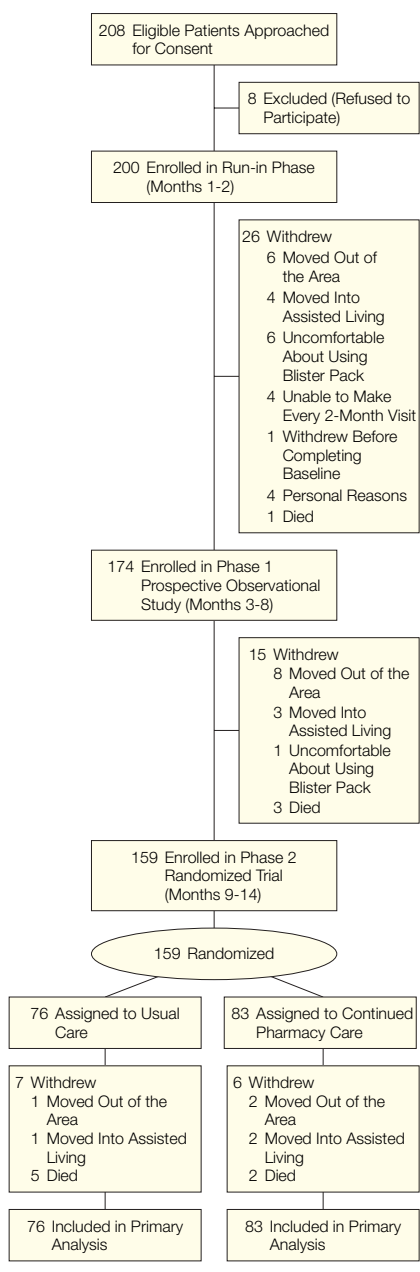 208 Eligible Patients Approached
for Consent
8 Excluded (Refused to
Participate)
200 Enrolled in Run-in Phase
(Months 1-2)
26 Withdrew
6 Moved Out of
the Area
4 Moved Into
Assisted Living
6 Uncomfortable
About Using
Blister Pack
4 Unable to Make
Every 2-Month Visit
1 Withdrew Before
Completing
Baseline
4 Personal Reasons
1 Died
174 Enrolled in Phase 1
Prospective Observational
Study (Months 3-8)
15 Withdrew
8 Moved Out of the
Area
3 Moved Into
Assisted Living
1 Uncomfortable
About Using
Blister Pack
3 Died
159 Enrolled in Phase 2
Randomized Trial
(Months 9-14)
159 Randomized
76 Assigned to Usual
Care
7 Withdrew
1 Moved Out of the
Area
1 Moved Into Assisted
Living
5 Died
76 Included in Primary
Analysis
83 Assigned to Continued
Pharmacy Care
6 Withdrew
2 Moved Out of the
Area
2 Moved Into Assisted
Living
2 Died
83 Included in Primary
Analysis